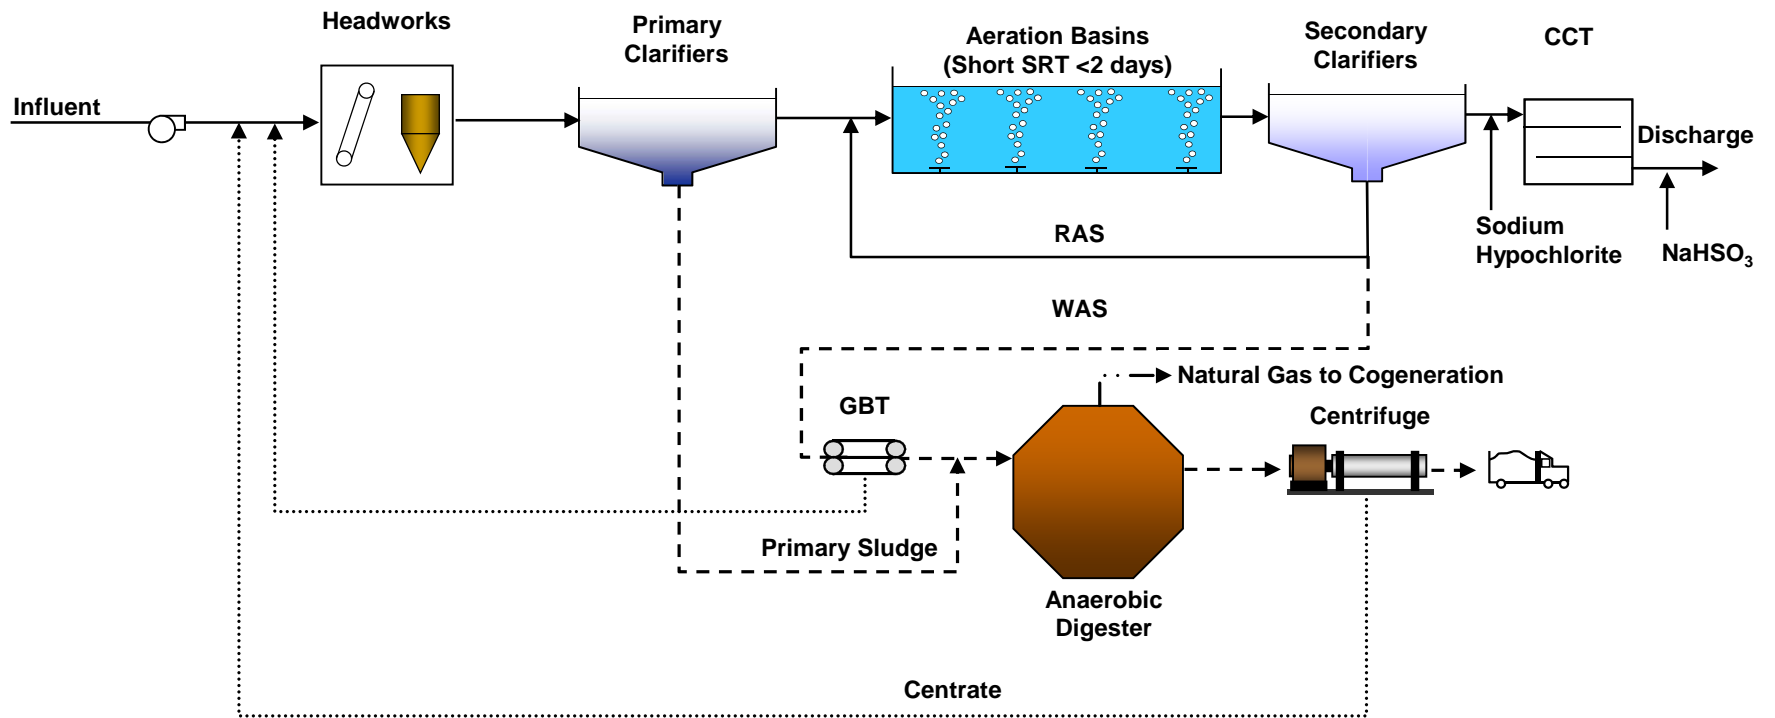 Headworks
Primary
Clarifiers
Aeration Basins
(Short SRT <2 days)
Secondary
Clarifiers
CCT
Influent
Discharge
Sodium
Hypochlorite
NaHSO₃
RAS
WAS
Natural Gas to Cogeneration
GBT
Centrifuge
Primary Sludge
Anaerobic
Digester
Centrate